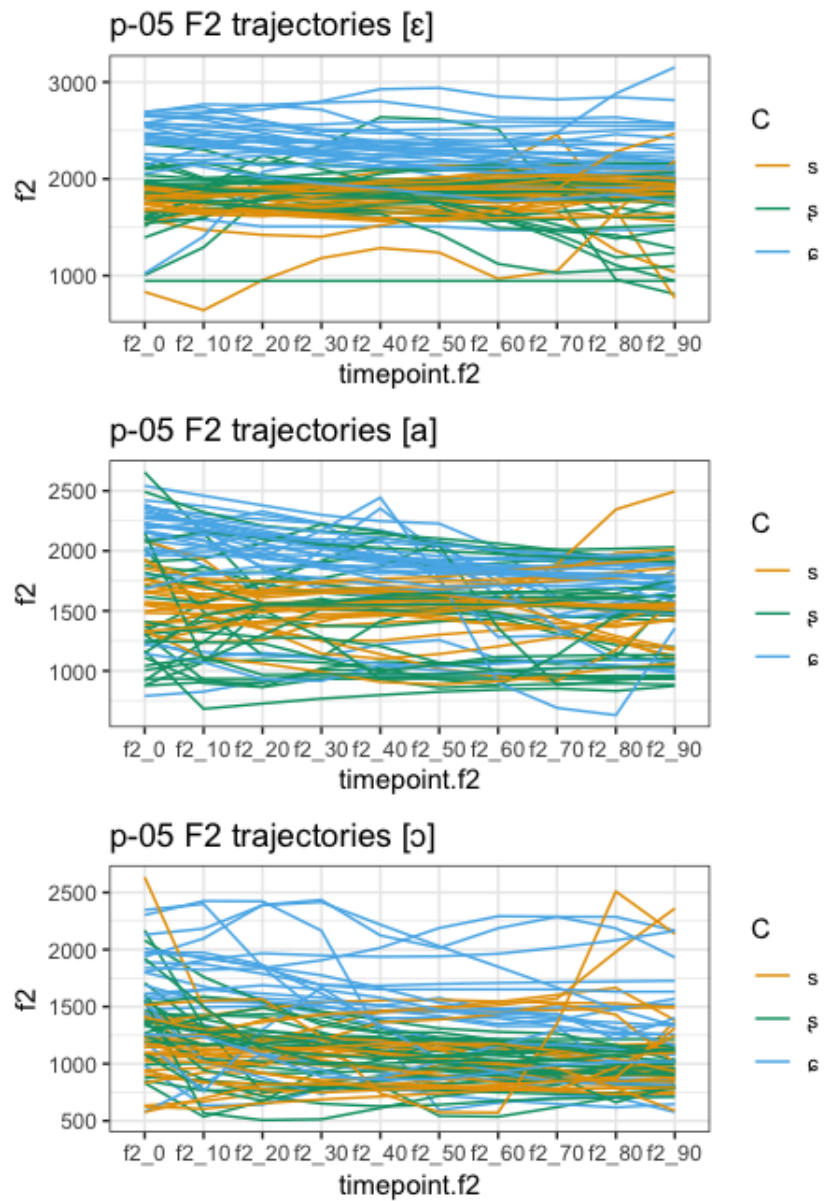 p-05 F2 trajectories [ɛ]
3000
2000
1000
f2
f2_0 f2_10 f2_20 f2_30 f2_40 f2_50 f2_60 f2_70 f2_80 f2_90
timepoint.f2
C
s
ʂ
ɕ
p-05 F2 trajectories [a]
2500
2000
1500
1000
f2
f2_0 f2_10 f2_20 f2_30 f2_40 f2_50 f2_60 f2_70 f2_80 f2_90
timepoint.f2
C
s
ʂ
ɕ
p-05 F2 trajectories [ɔ]
2500
2000
1500
1000
500
f2
f2_0 f2_10 f2_20 f2_30 f2_40 f2_50 f2_60 f2_70 f2_80 f2_90
timepoint.f2
C
s
ʂ
ɕ